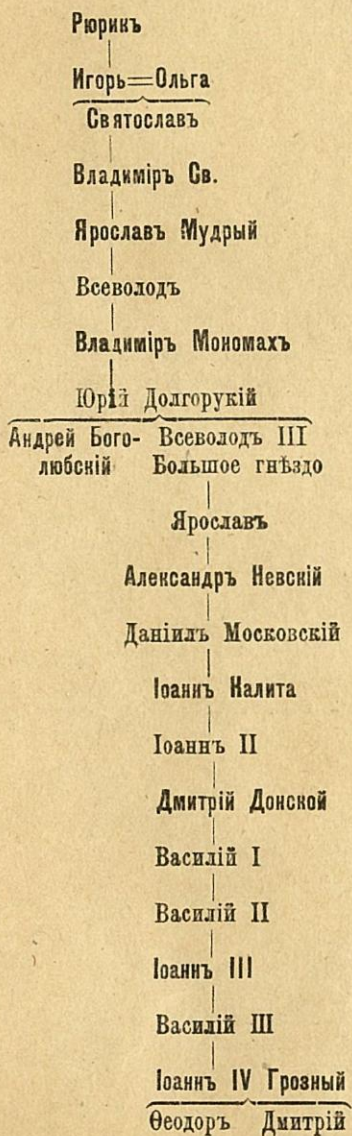 Рюрикъ
Игорь=Ольга
Святославъ
Владиміръ Св.
Ярославъ Мудрый
Всеволодъ
Владиміръ Мономахъ
Юрій Долгорукій
Андрей Бого- Всеволодъ III
любскій Большое гнѣздо
Ярославъ
Александръ Невскій
Даніилъ Московскій
Іоаннъ Калита
Іоаннъ II
Дмитрій Донской
Василій I
Василій II
Іоаннъ III
Василій III
Іоаннъ IV Грозный
Ѳеодоръ Дмитрій